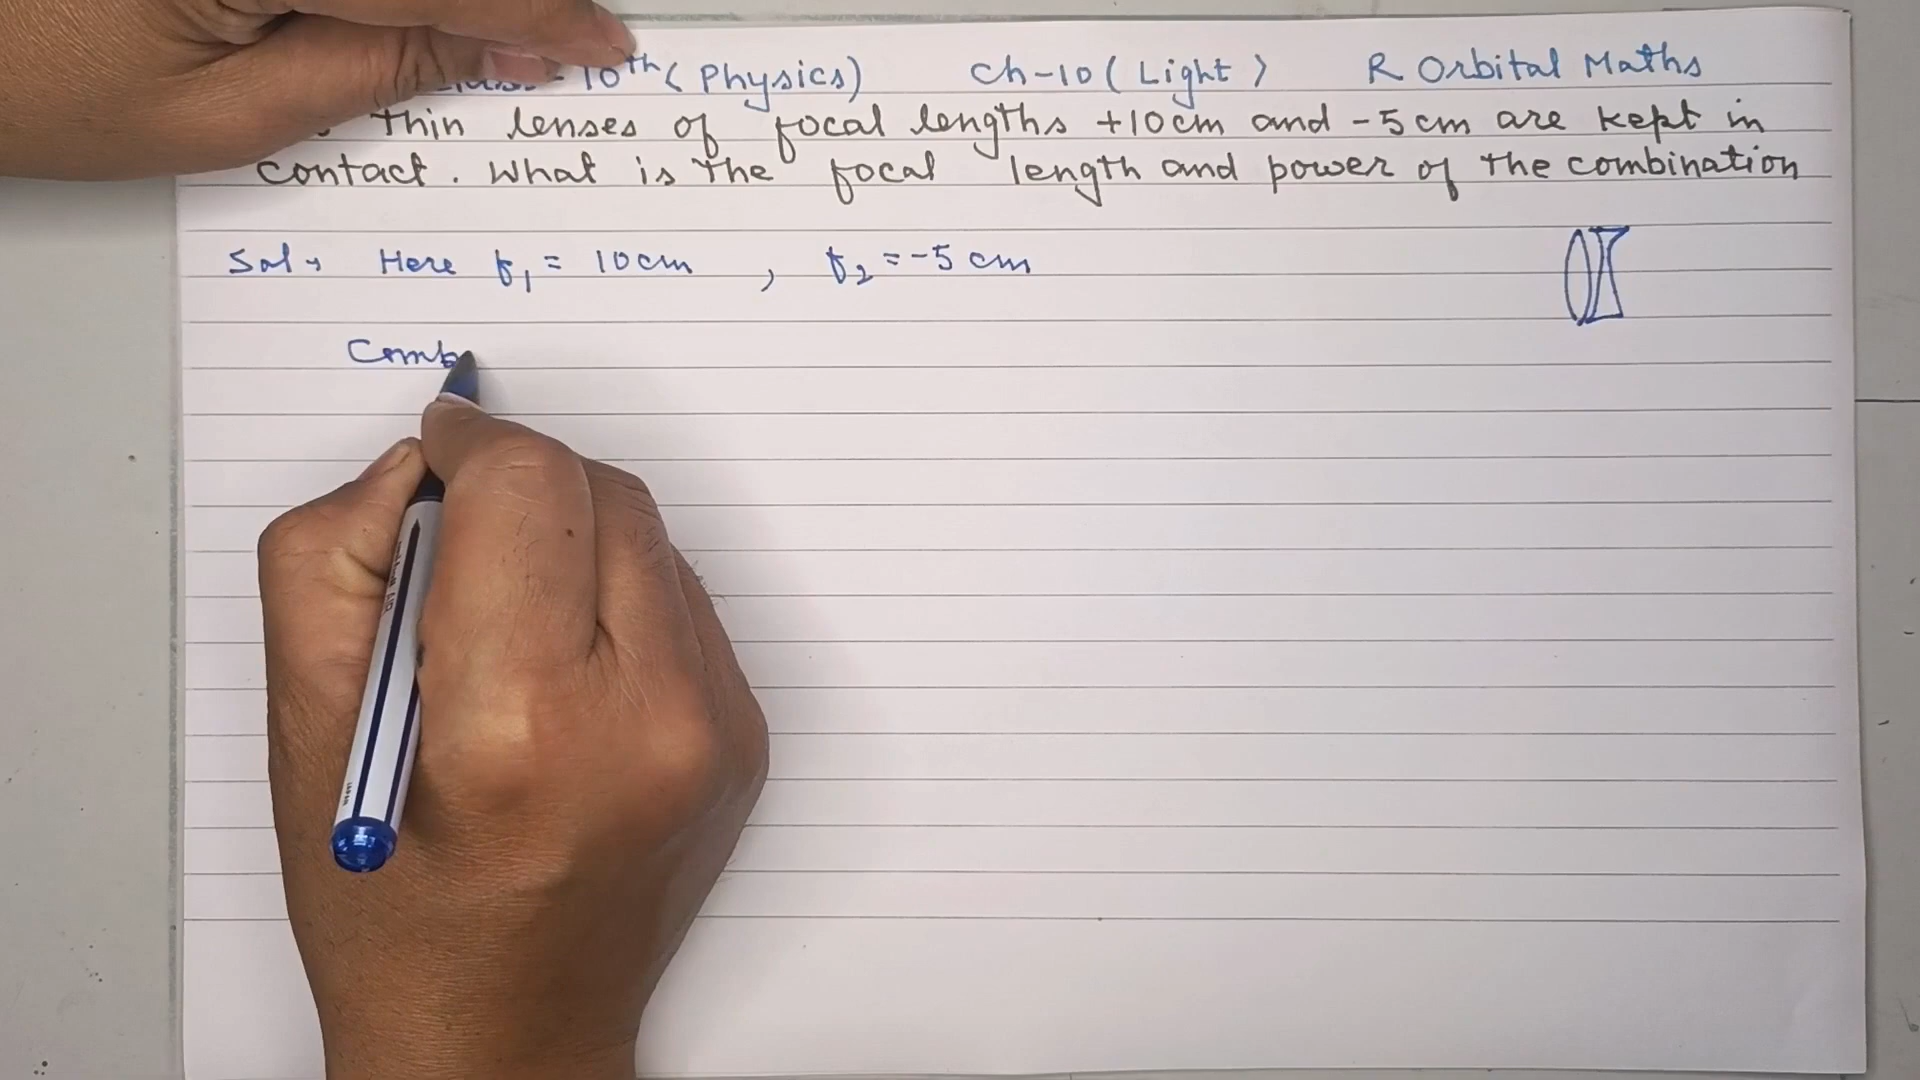 10th (Physics) Ch-10 (Light) R Orbital Maths
thin lenses of focal lengths +10cm and -5cm are kept in
contact. What is the focal length and power of the combination
Sol → Here f₁ = 10cm , f₂ = -5 cm
Comb
JAPAN